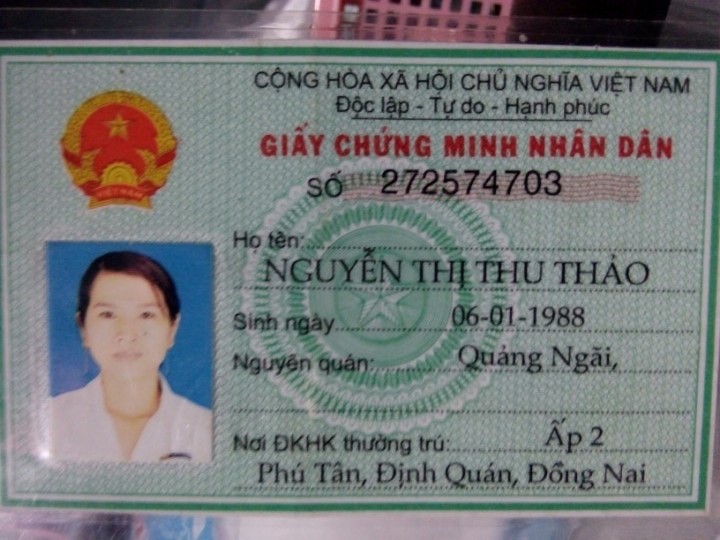 CỘNG HÒA XÃ HỘI CHỦ NGHĨA VIỆT NAM
Độc lập - Tự do - Hạnh phúc
GIẤY CHỨNG MINH NHÂN DÂN
SỐ 272574703
VIỆT NAM
Họ tên:
NGUYỄN THỊ THU THẢO
Sinh ngày 06-01-1988
Nguyên quán: Quảng Ngãi,
Nơi ĐKHK thường trú: Ấp 2
Phú Tân, Định Quán, Đồng Nai